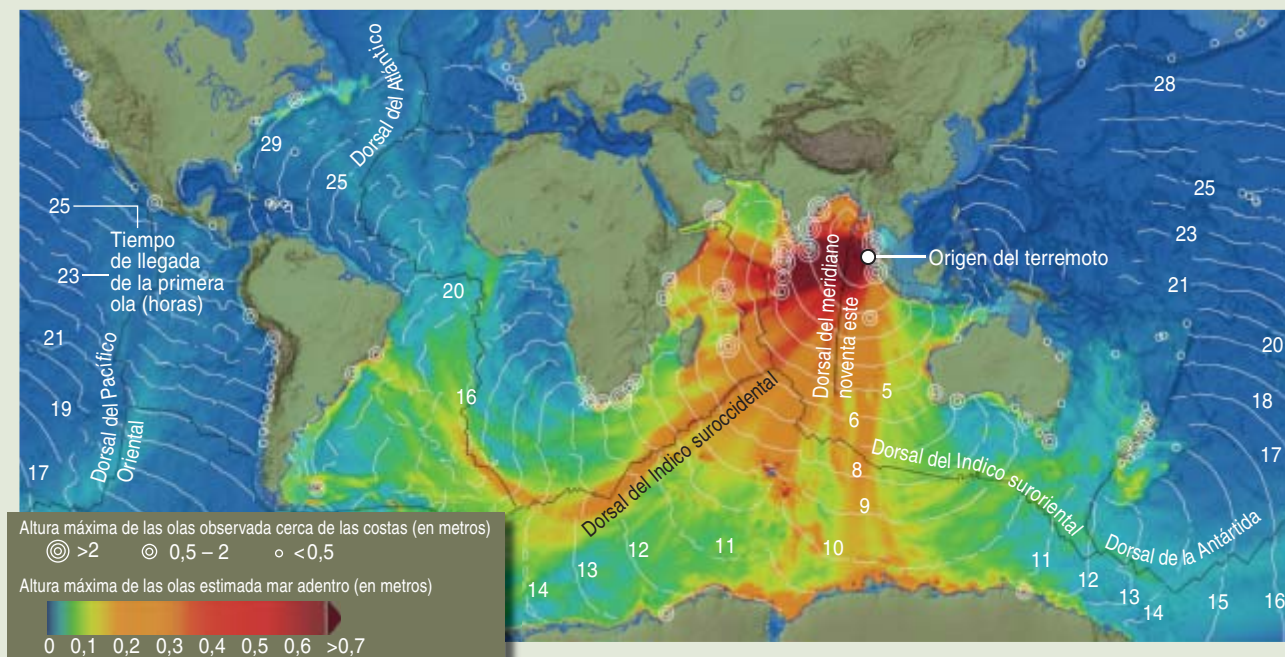 Dorsal del Atlántico
28
29
25
25
25
Tiempo
de llegada
de la primera
ola (horas)
23
23
21
20
21
20
Origen del terremoto
Dorsal del meridiano
noventa este
Dorsal del Pacífico
Oriental
19
17
16
5
6
8
9
10
11
12
13
14
18
17
Dorsal del Indico suroccidental
Dorsal del Indico suroriental
Dorsal de la Antártida
11
12
13
14
15
16
Altura máxima de las olas observada cerca de las costas (en metros)
>2 0,5 – 2 <0,5
Altura máxima de las olas estimada mar adentro (en metros)
0 0,1 0,2 0,3 0,4 0,5 0,6 >0,7